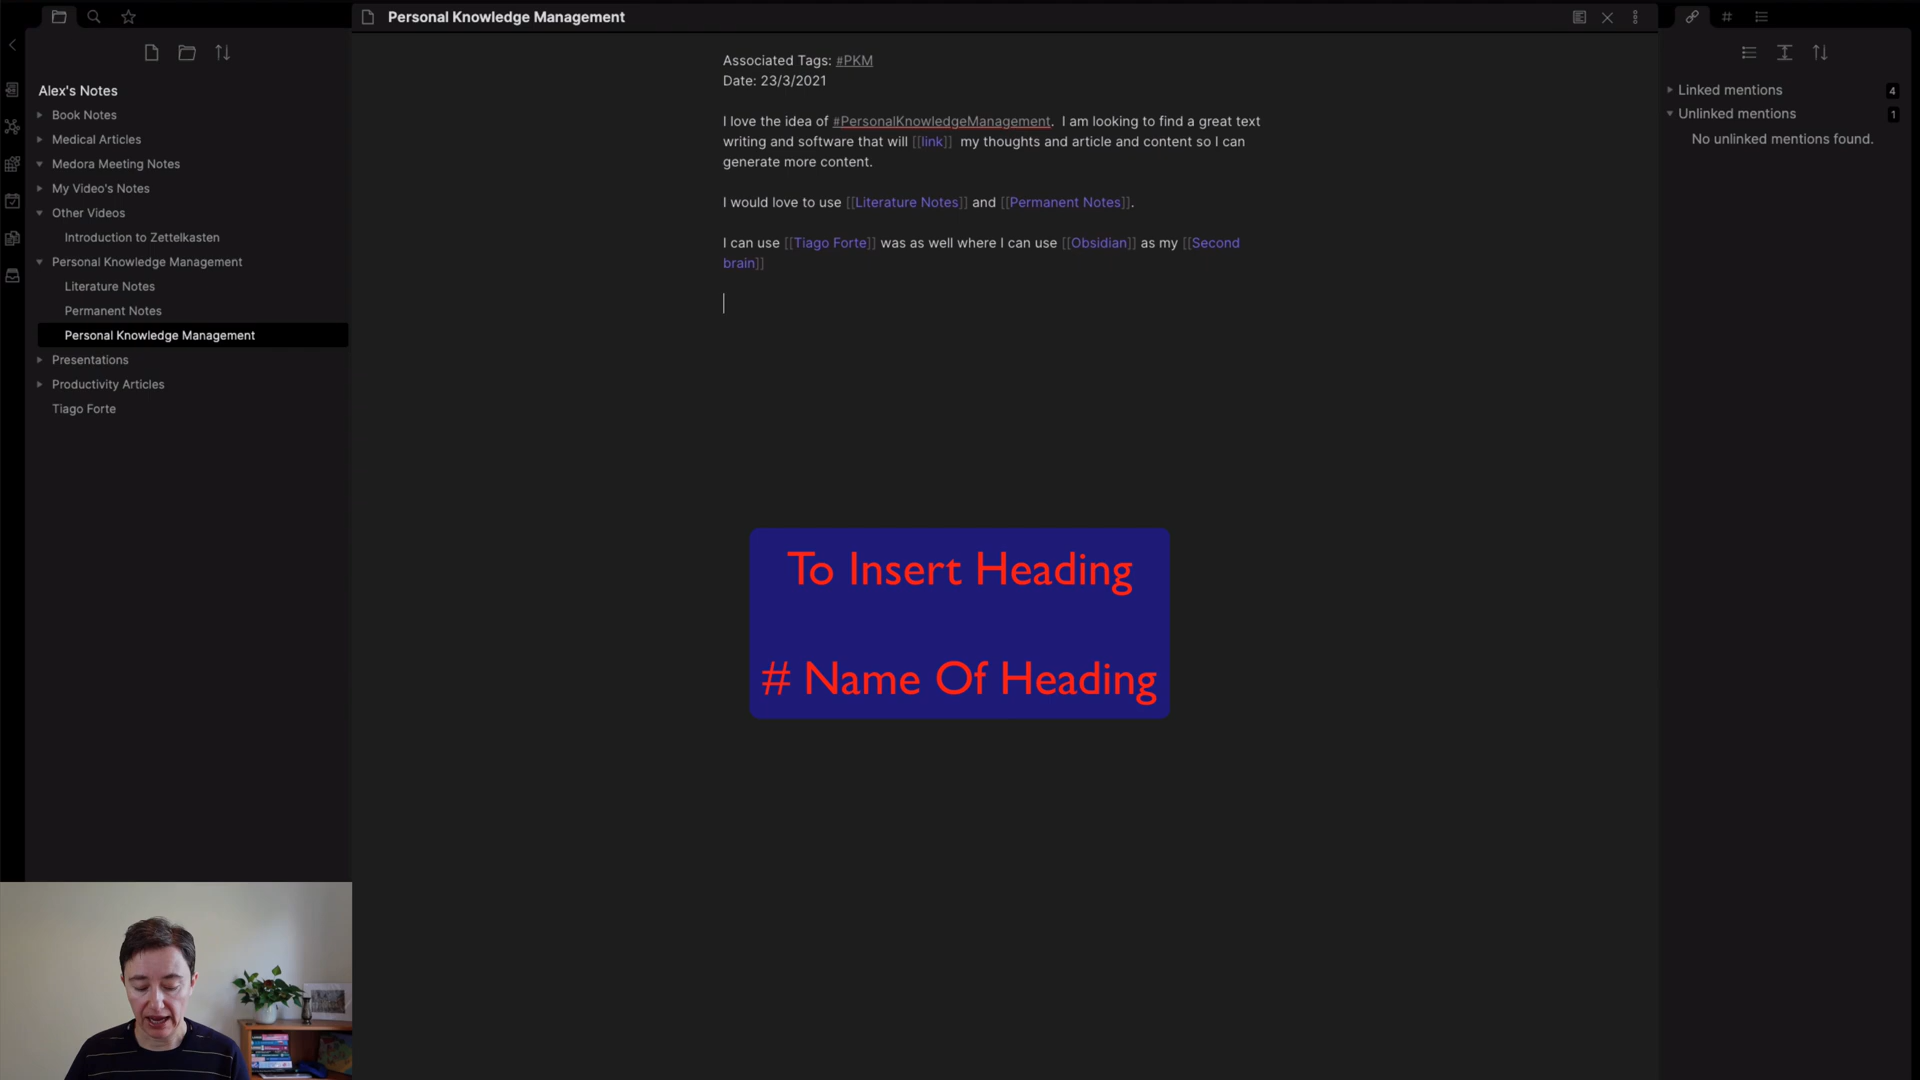 Personal Knowledge Management
Alex's Notes
Book Notes
Medical Articles
Medora Meeting Notes
My Video's Notes
Other Videos
Introduction to Zettelkasten
Personal Knowledge Management
Literature Notes
Permanent Notes
Personal Knowledge Management
Presentations
Productivity Articles
Tiago Forte
Associated Tags: #PKM
Date: 23/3/2021
I love the idea of #PersonalKnowledgeManagement.  I am looking to find a great text
writing and software that will [[link]]  my thoughts and article and content so I can
generate more content.
I would love to use [[Literature Notes]] and [[Permanent Notes]].
I can use [[Tiago Forte]] was as well where I can use [[Obsidian]] as my [[Second
brain]]
To Insert Heading
# Name Of Heading
Linked mentions 4
Unlinked mentions 1
No unlinked mentions found.